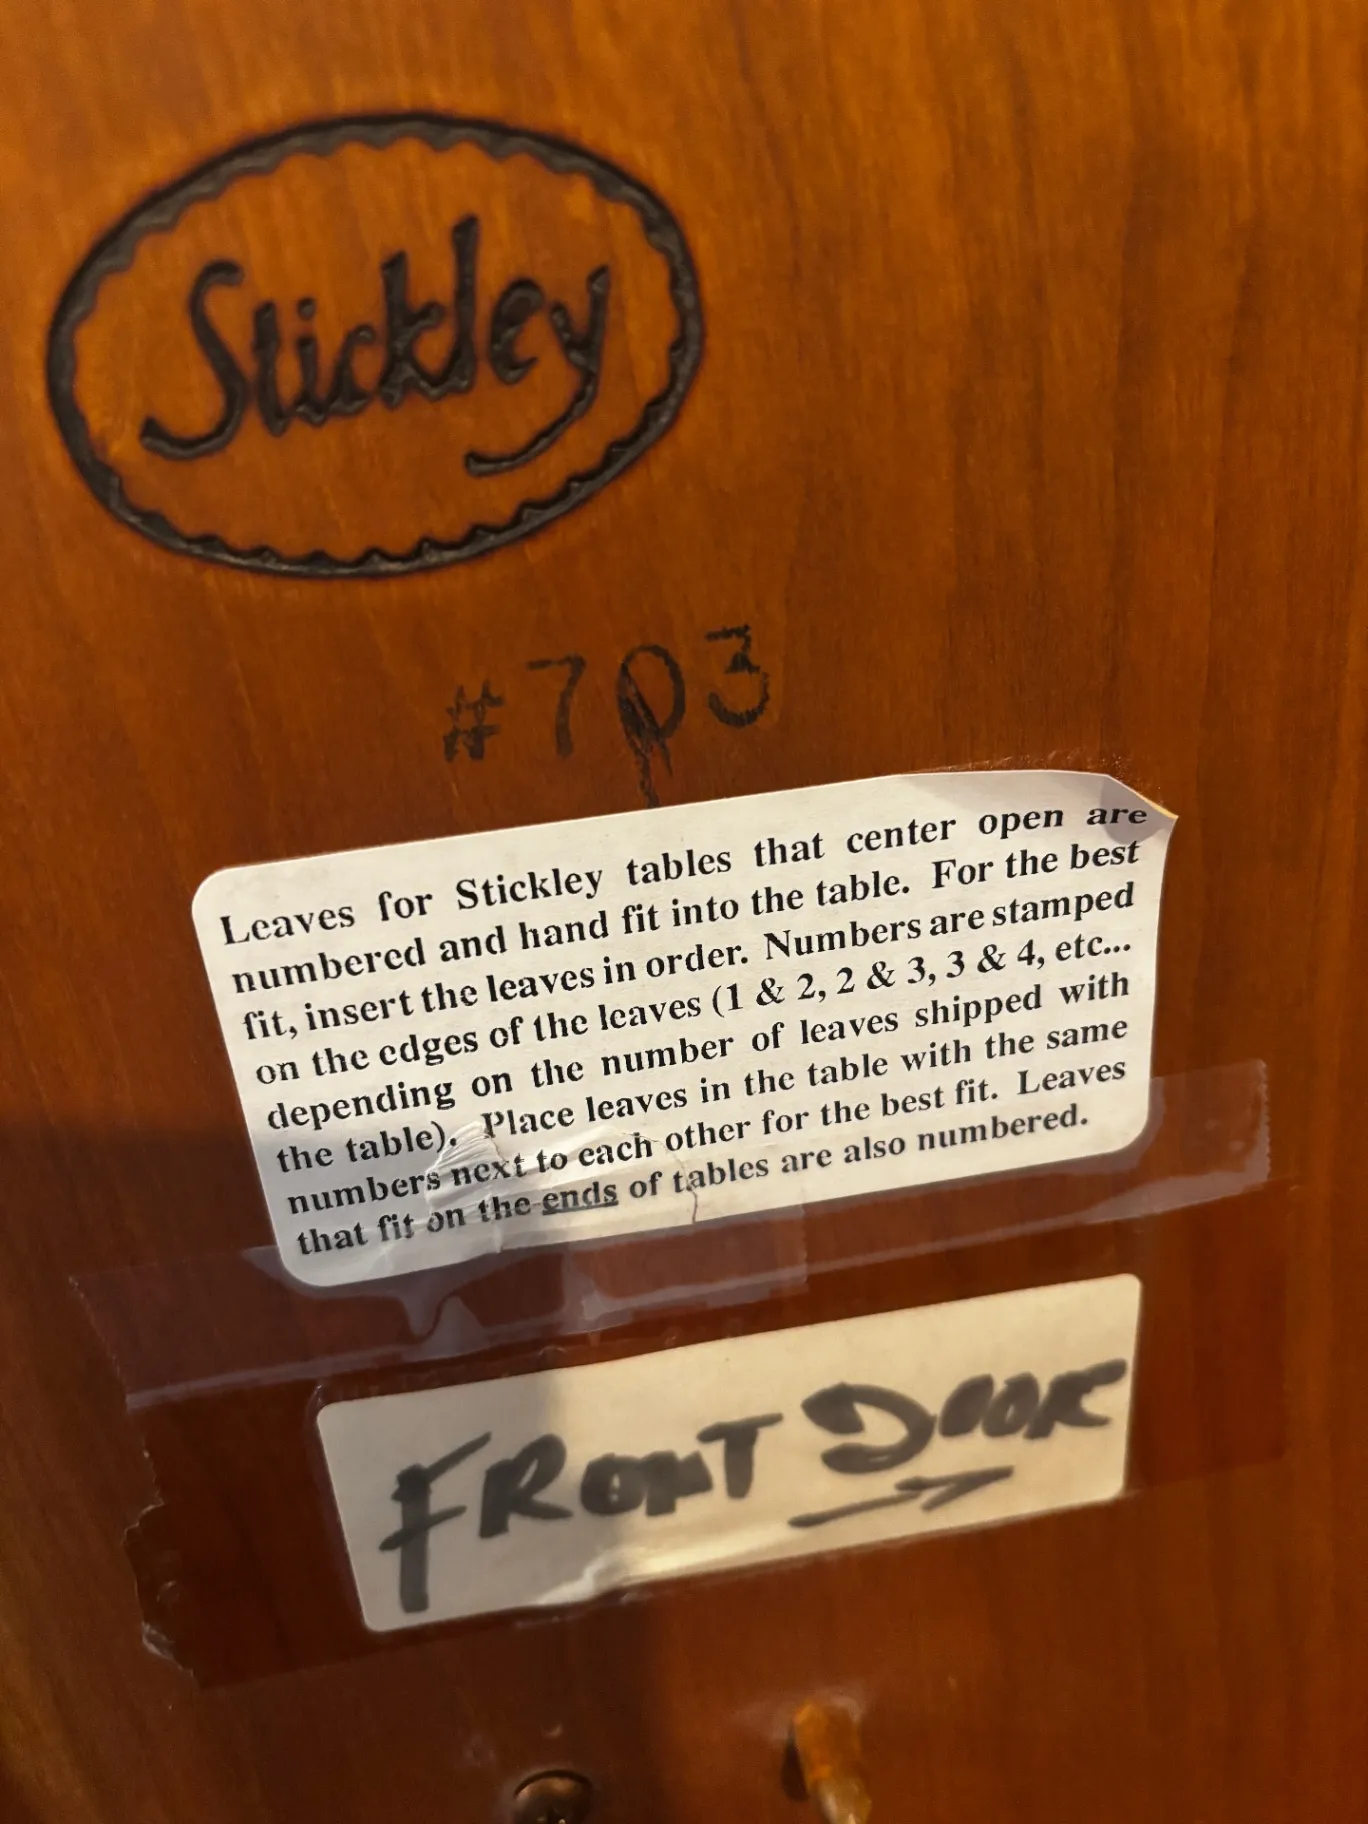 Stickley
#703
Leaves for Stickley tables that center open are
numbered and hand fit into the table. For the best
fit, insert the leaves in order. Numbers are stamped
on the edges of the leaves (1 & 2, 2 & 3, 3 & 4, etc...
depending on the number of leaves shipped with
the table). Place leaves in the table with the same
numbers next to each other for the best fit. Leaves
that fit on the ends of tables are also numbered.
FRONT DOOR
→